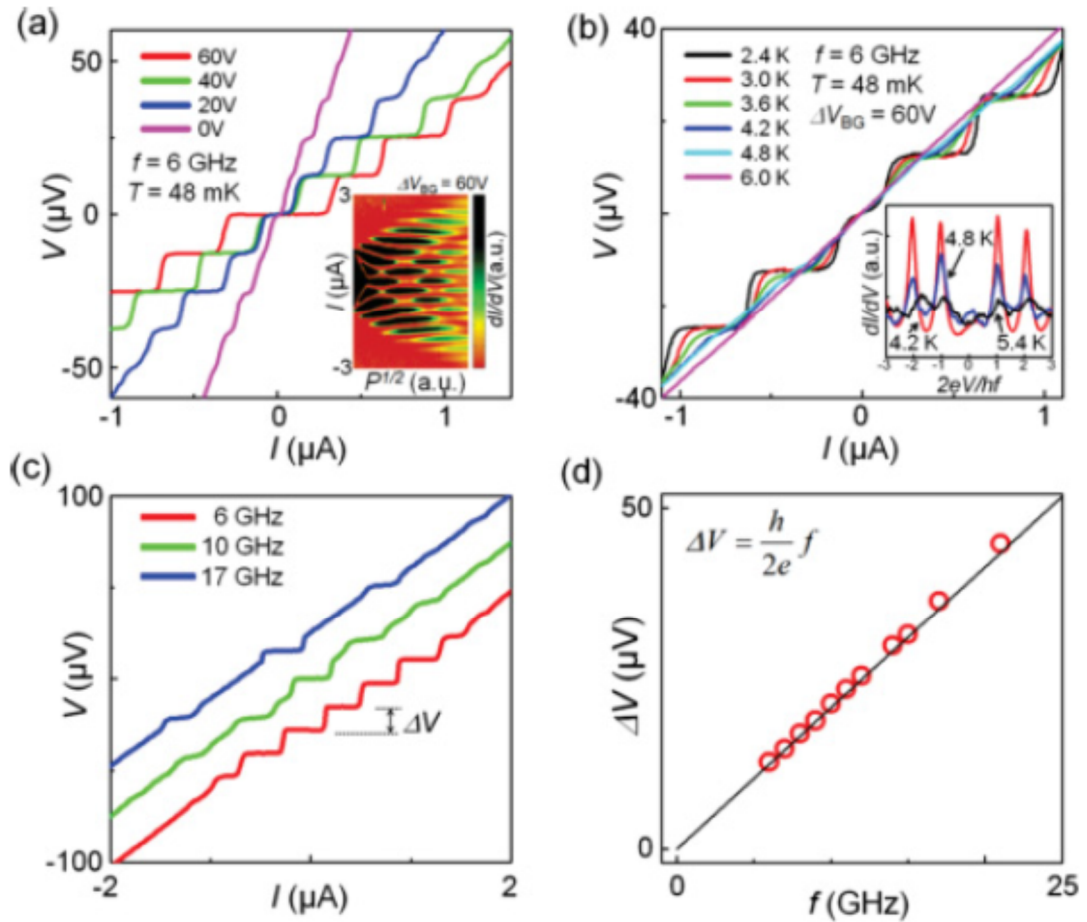 (a)
50
0
-50
V (μV)
60V
40V
20V
0V
f = 6 GHz
T = 48 mK
ΔV_BG = 60V
3
-3
I (μA)
P^1/2 (a.u.)
dI/dV(a.u.)
-1
0
1
I (μA)
(b)
40
-40
V (μV)
2.4 K
3.0 K
3.6 K
4.2 K
4.8 K
6.0 K
f = 6 GHz
T = 48 mK
ΔV_BG = 60V
dI/dV (a.u.)
4.8 K
4.2 K
5.4 K
-3 -2 -1 0 1 2 3
2eV/hf
-1
0
1
I (μA)
(c)
100
-100
V (μV)
6 GHz
10 GHz
17 GHz
ΔV
-2
2
I (μA)
(d)
50
0
ΔV (μV)
ΔV = h/2e f
0
25
f (GHz)